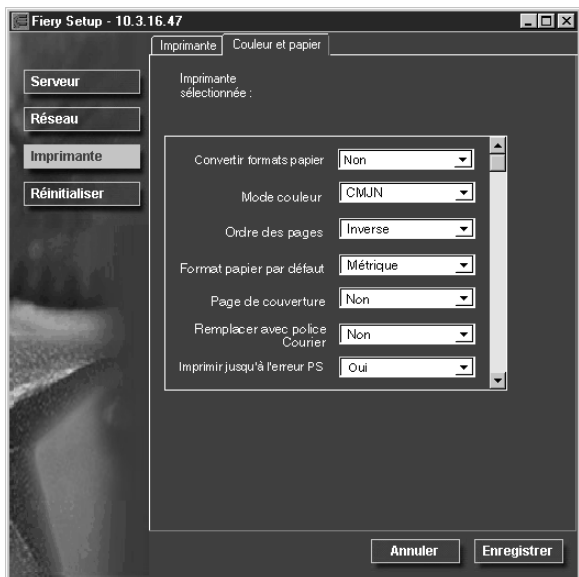 Fiery Setup - 10.3.16.47
Imprimante
Couleur et papier
Serveur
Réseau
Imprimante
Réinitialiser
Imprimante
sélectionnée :
Convertir formats papier
Non
Mode couleur
CMJN
Ordre des pages
Inverse
Format papier par défaut
Métrique
Page de couverture
Non
Remplacer avec police
Courier
Non
Imprimir jusqu'à l'erreur PS
Oui
Annuler
Enregistrer